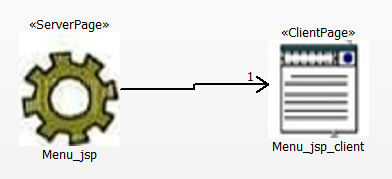 «ServerPage»
Menu_jsp
1
«ClientPage»
Menu_jsp_client